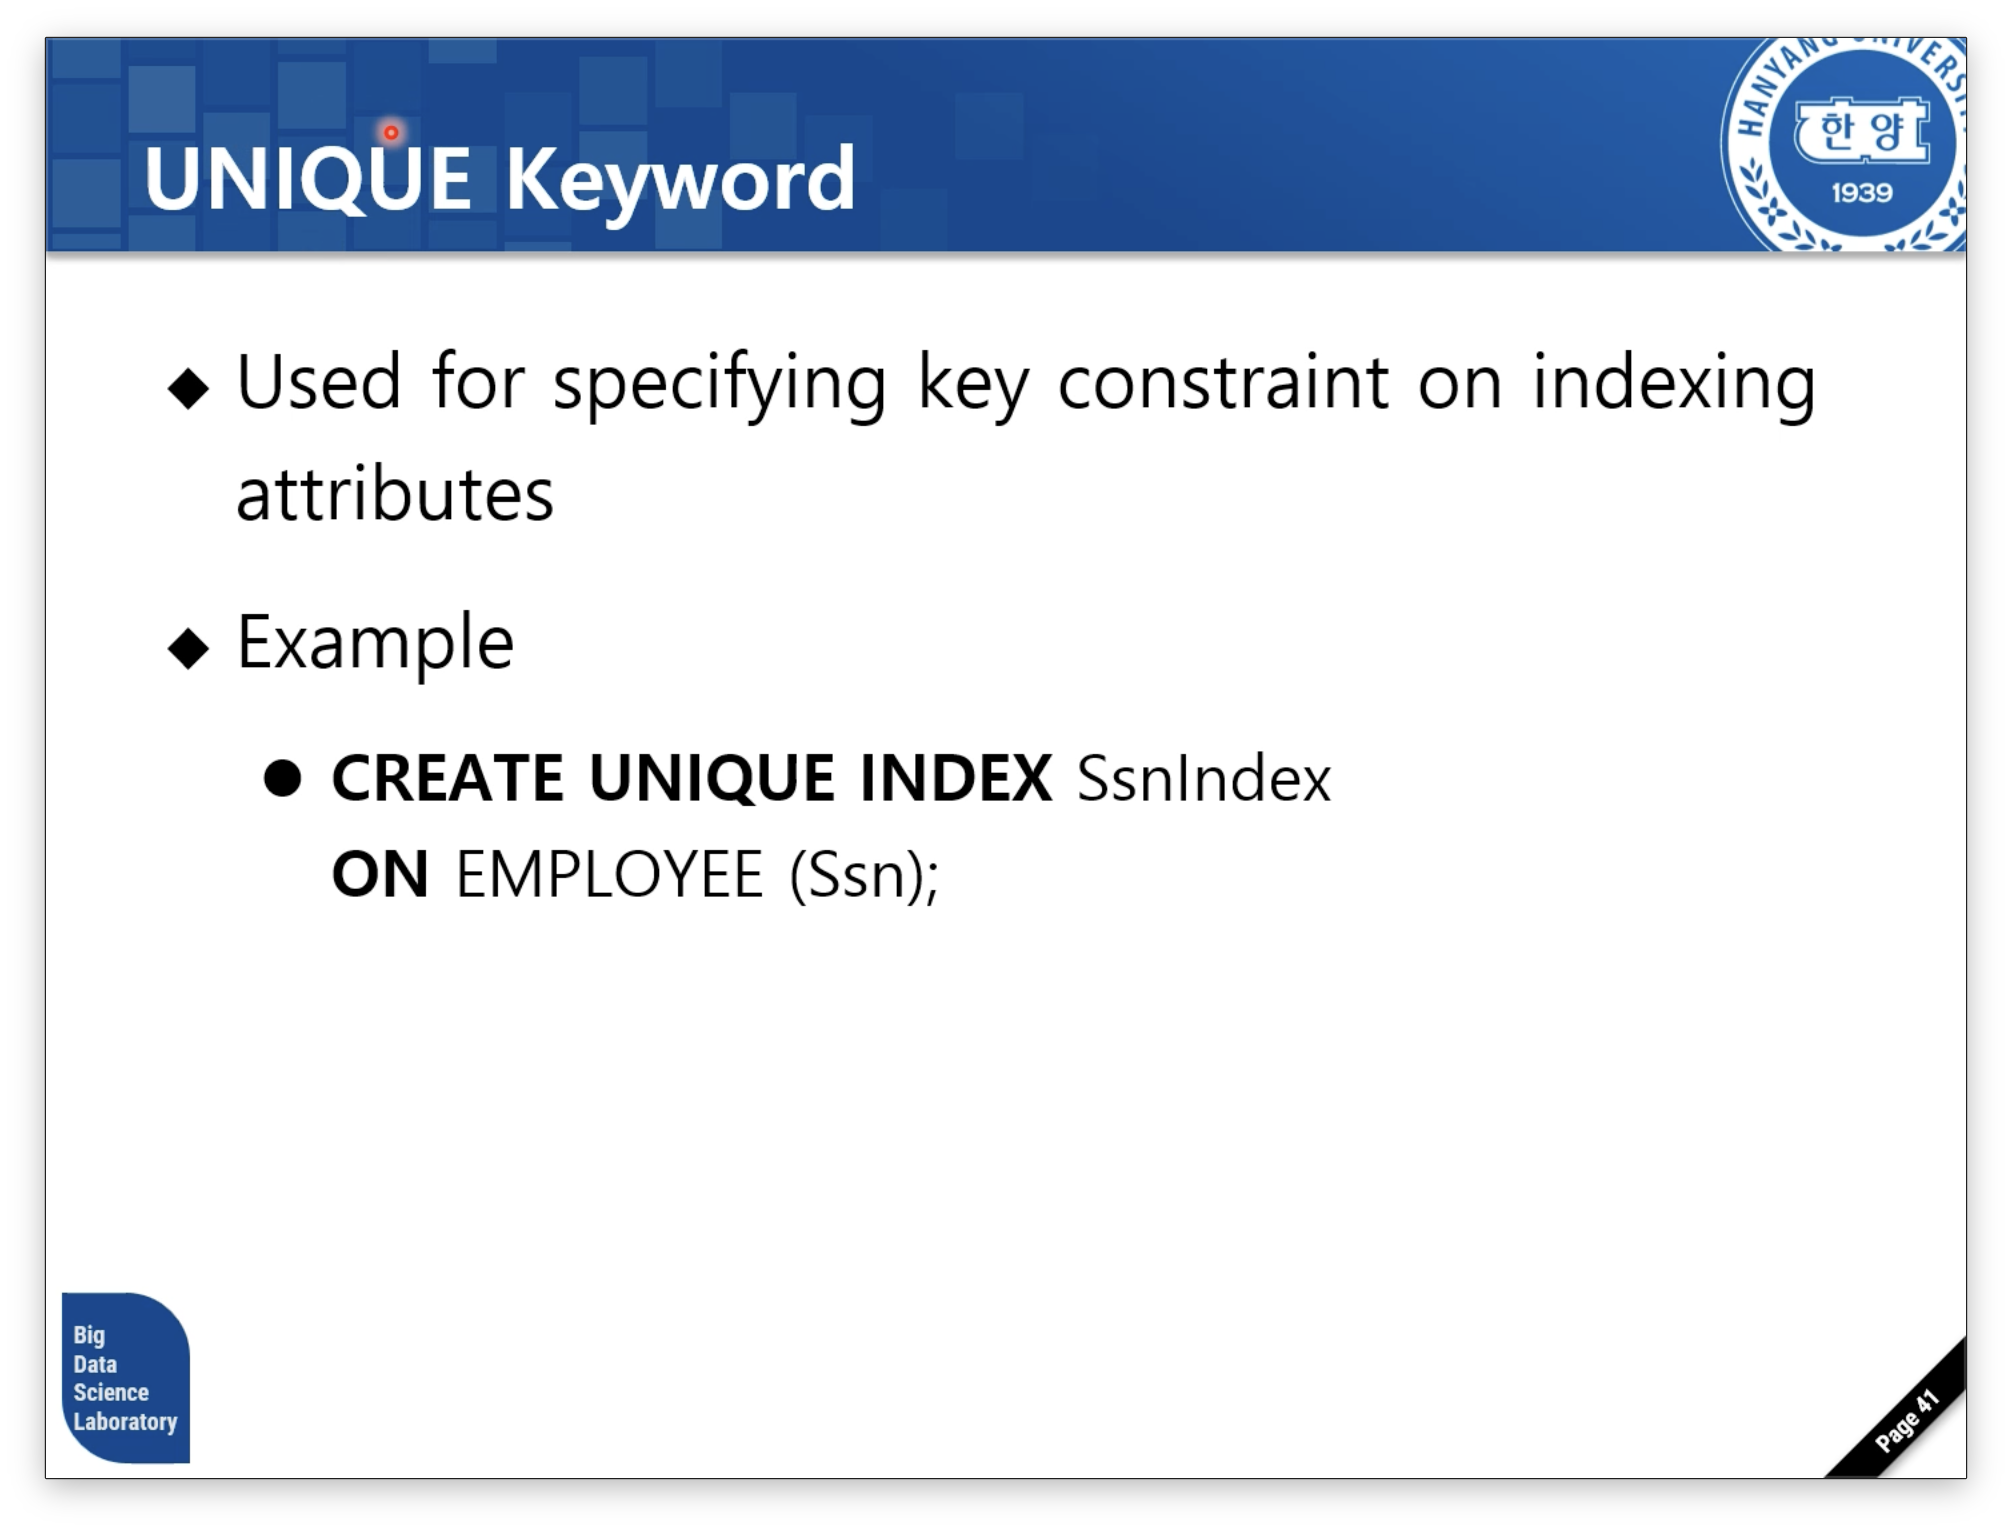 UNIQUE Keyword
HANYANG UNIVERSITY
한양
1939
◆ Used for specifying key constraint on indexing
attributes
◆ Example
● CREATE UNIQUE INDEX SsnIndex
ON EMPLOYEE (Ssn);
Big
Data
Science
Laboratory
Page 41